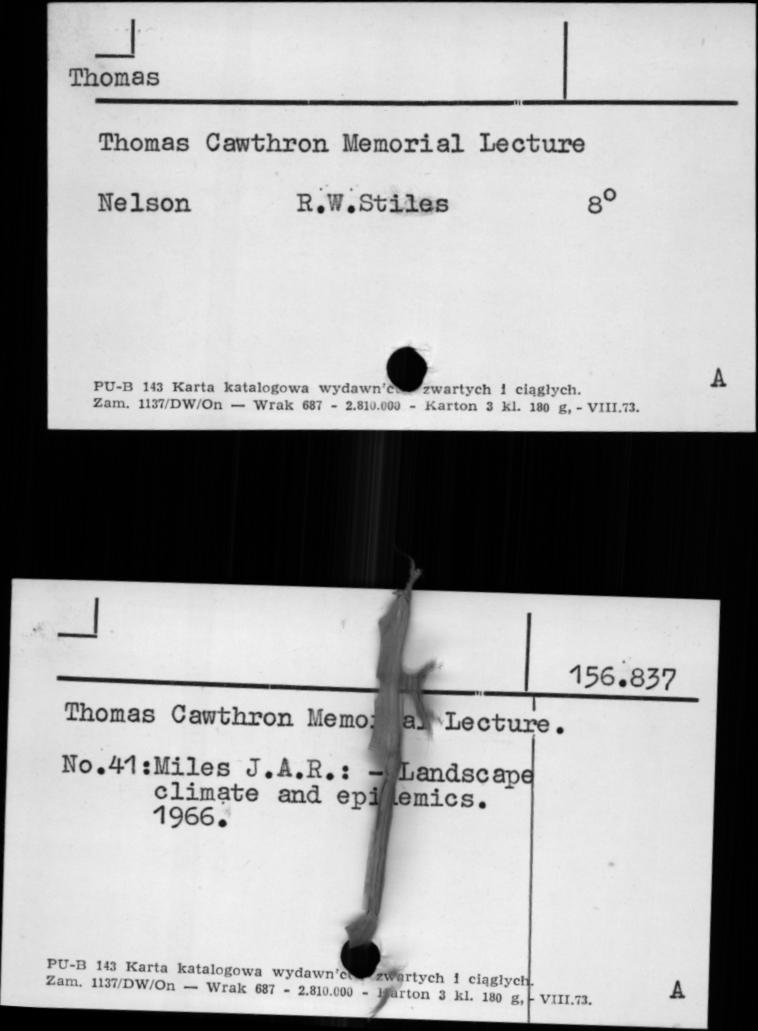 Thomas
Thomas Cawthron Memorial Lecture
Nelson R.W.Stiles 8°
A
PU-B 143 Karta katalogowa zwartych i ciągłych.
Zam. 1137/DW/On — Wrak 687 - 2.810.000 - Karton 3 kl. 180 g, - VIII.73.
156.837
Thomas Cawthron Lecture.
No.41:Miles J.A.R.: - Landscape
climate and epidemics.
1966.
PU-B 143 Karta katalogowa zwartych i ciągłych.
Zam. 1137/DW/On — Wrak 687 - 2.810.000 - Karton 3 kl. 180 g, - VIII.73.
A